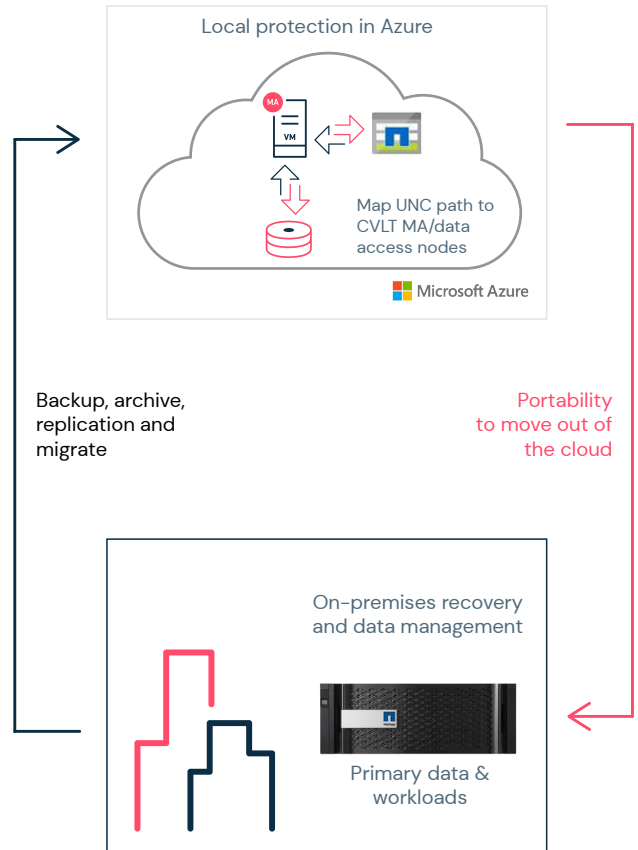 Local protection in Azure
MA
VM
Map UNC path to
CVLT MA/data
access nodes
Microsoft Azure
Backup, archive,
replication and
migrate
Portability
to move out of
the cloud
On-premises recovery
and data management
Primary data &
workloads